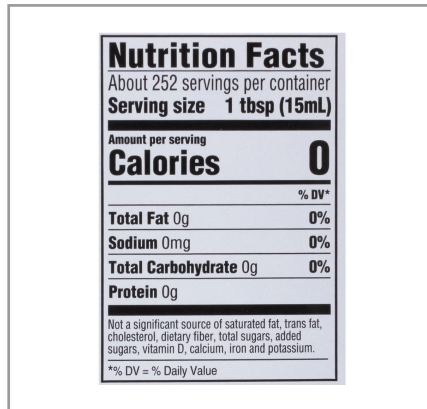 Nutrition Facts
About 252 servings per container
Serving size 1 tbsp (15mL)
Amount per serving
Calories 0
% DV*
Total Fat 0g 0%
Sodium 0mg 0%
Total Carbohydrate 0g 0%
Protein 0g
Not a significant source of saturated fat, trans fat,
cholesterol, dietary fiber, total sugars, added
sugars, vitamin D, calcium, iron and potassium.
*% DV = % Daily Value